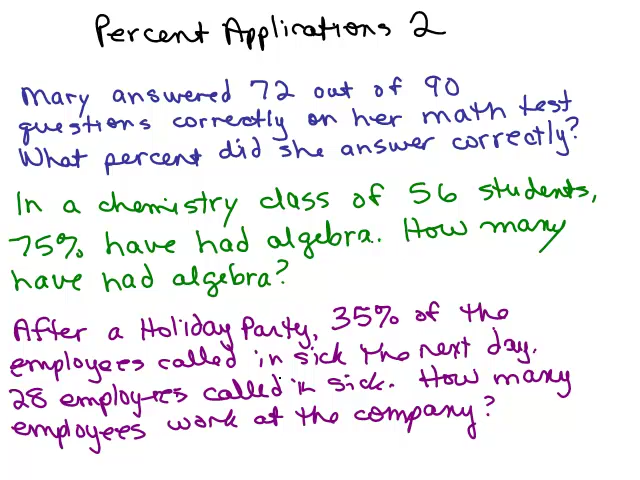 Percent Applications 2
Mary answered 72 out of 90
questions correctly on her math test
What percent did she answer correctly?
In a chemistry class of 56 students,
75% have had algebra. How many
have had algebra?
After a Holiday Party, 35% of the
employees called in sick the next day.
28 employees called in sick. How many
employees work at the company?